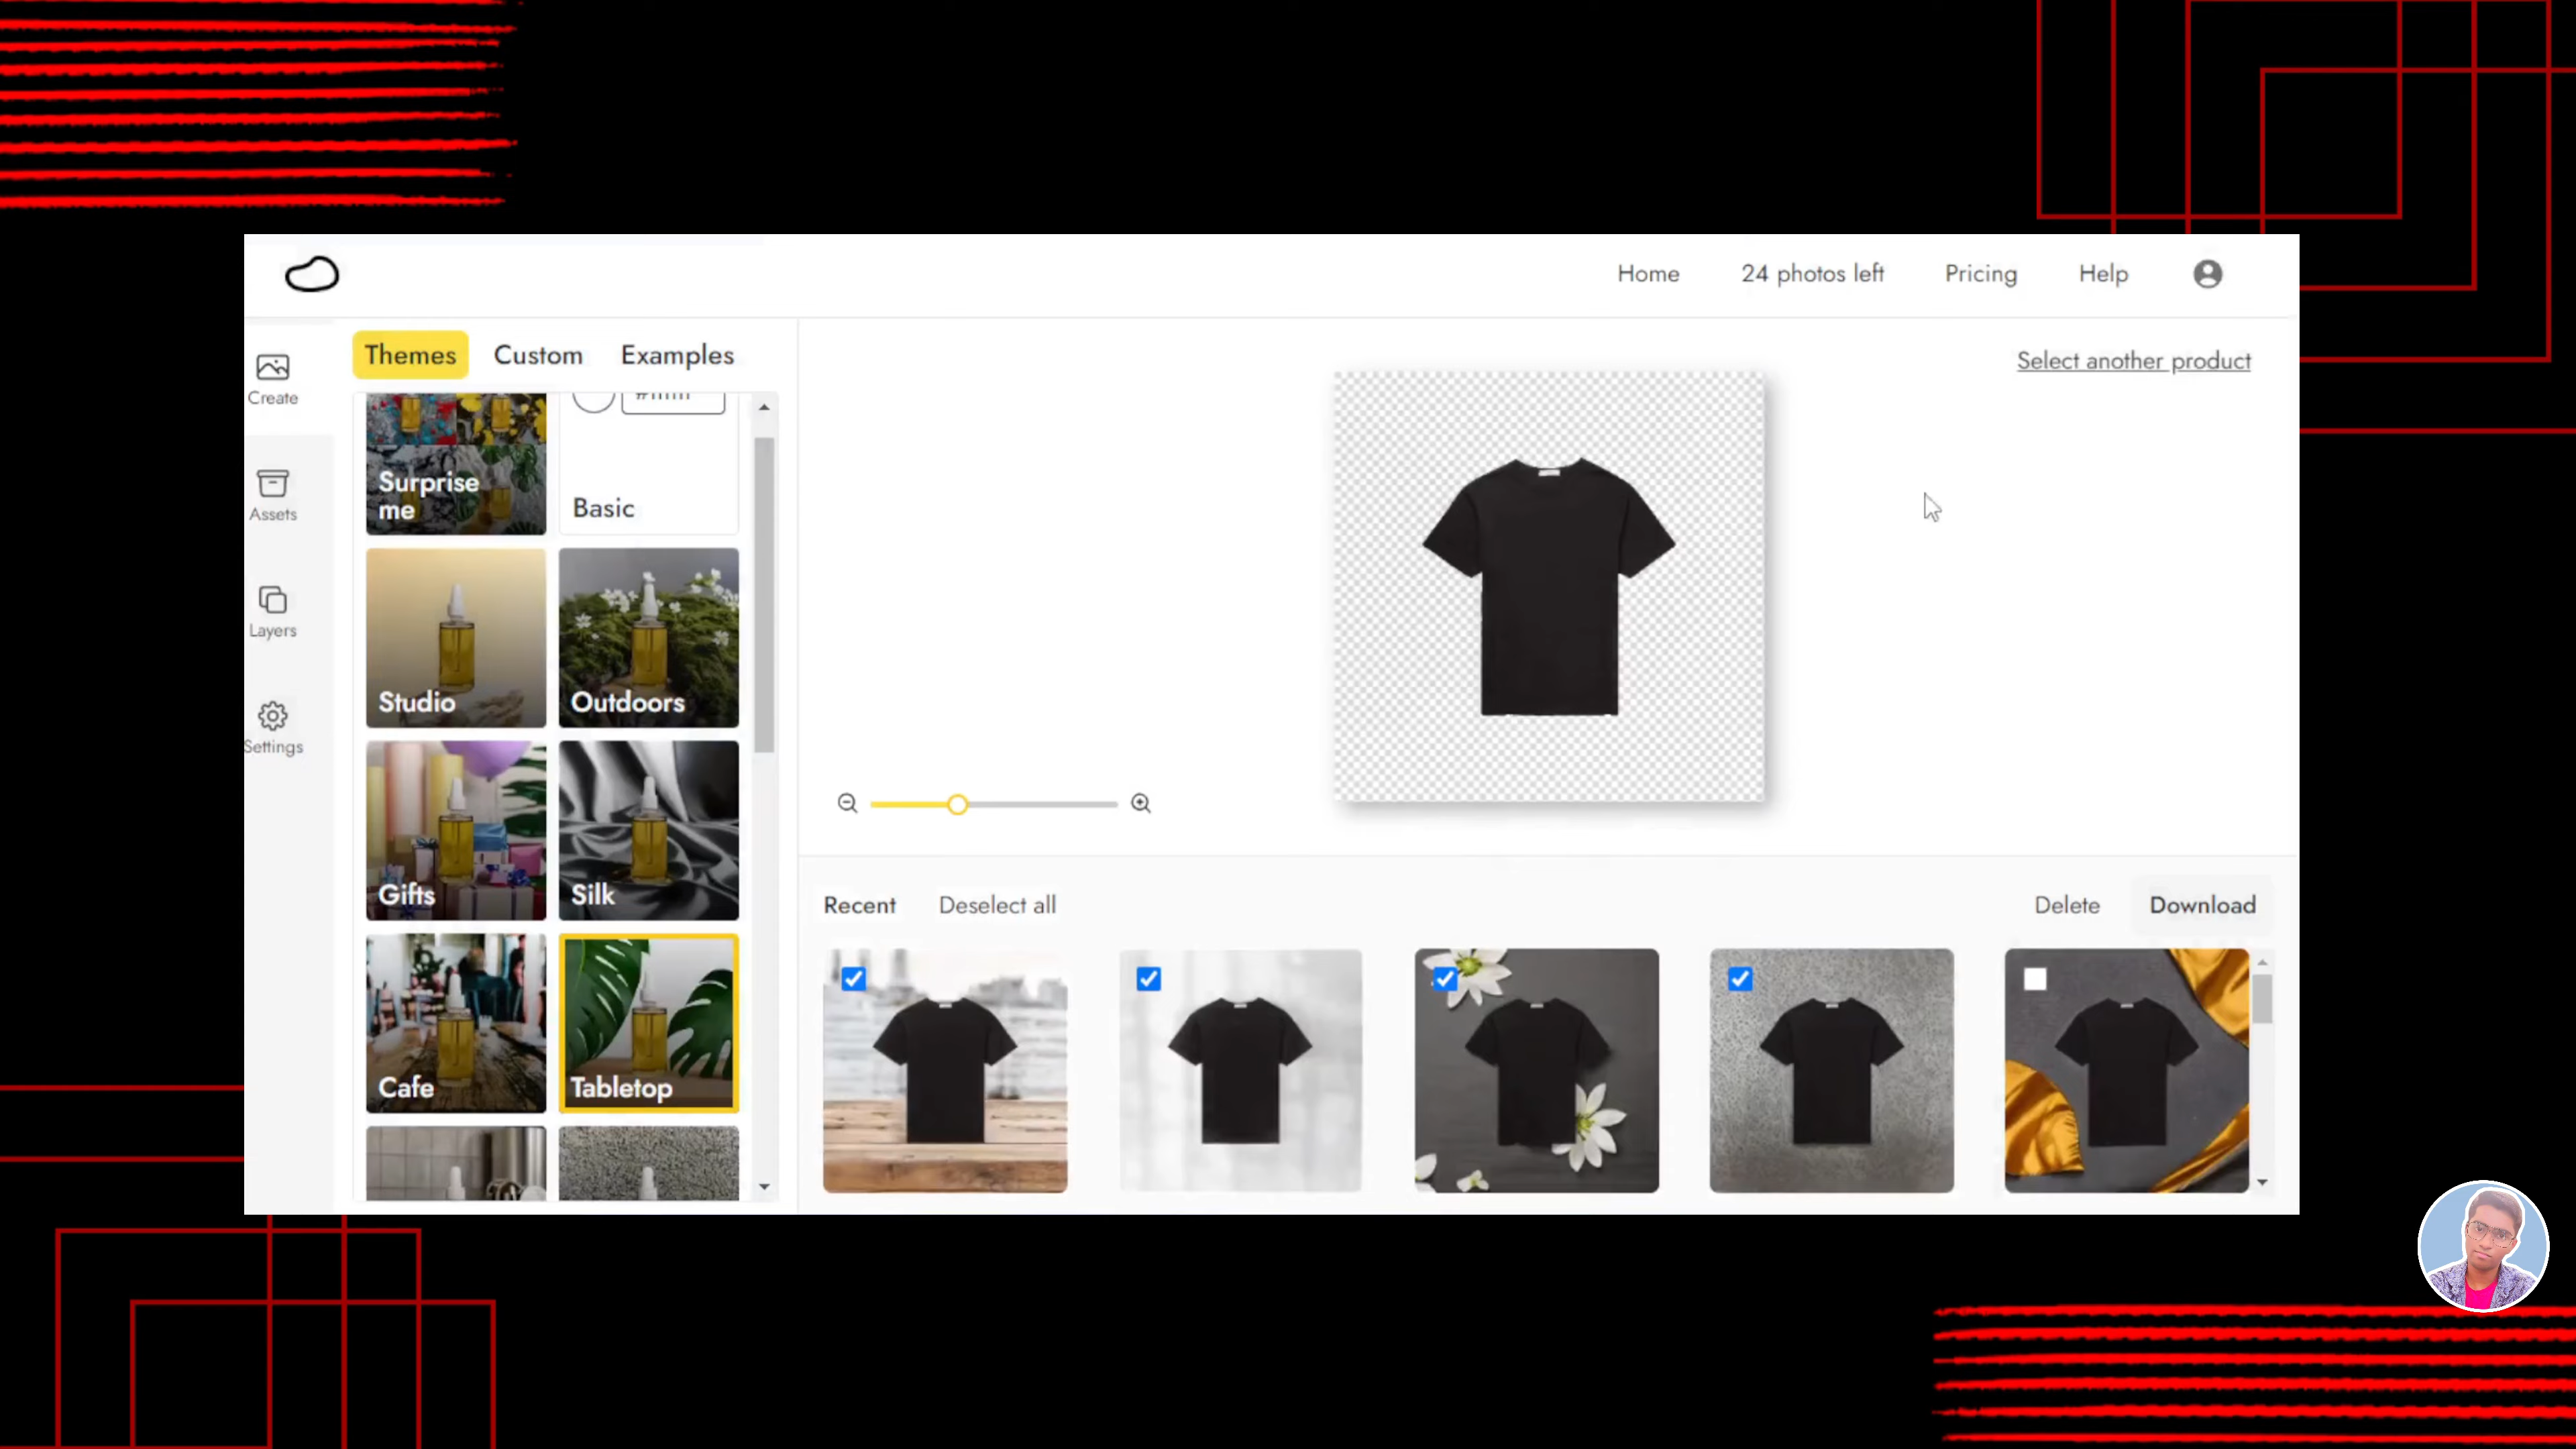 Home
24 photos left
Pricing
Help
Create
Assets
Layers
Settings
Themes
Custom
Examples
Surprise
me
Basic
Studio
Outdoors
Gifts
Silk
Cafe
Tabletop
Select another product
Recent
Deselect all
Delete
Download